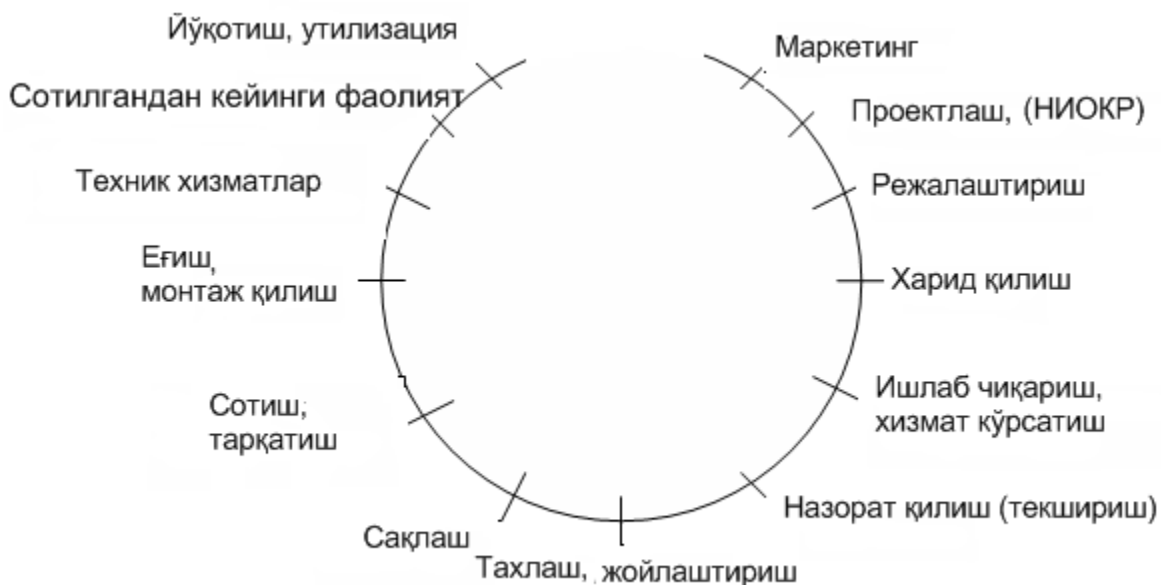 Йўқотиш, утилизация
Маркетинг
Сотилгандан кейинги фаолият
Проектлаш, (НИОКР)
Техник хизматлар
Режалаштириш
Еғиш,
монтаж қилиш
Харид қилиш
Сотиш,
тарқатиш
Ишлаб чиқариш,
хизмат кўрсатиш
Назорат қилиш (текшириш)
Сақлаш
Тахлаш, жойлаштириш